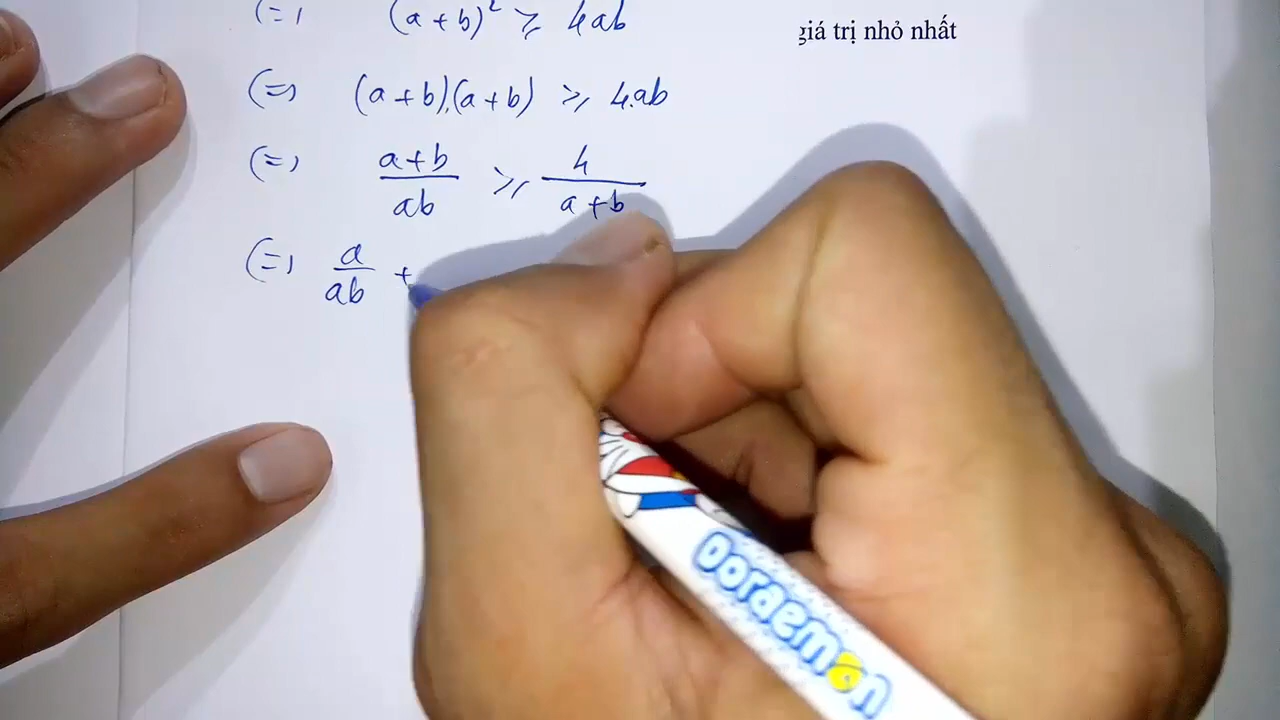 (=) (a+b)² ≥ 4ab
giá trị nhỏ nhất
(=) (a+b).(a+b) ≥ 4.ab
(=) a+b/ab ≥ 4/a+b
(=) a/ab +
DORAEMON